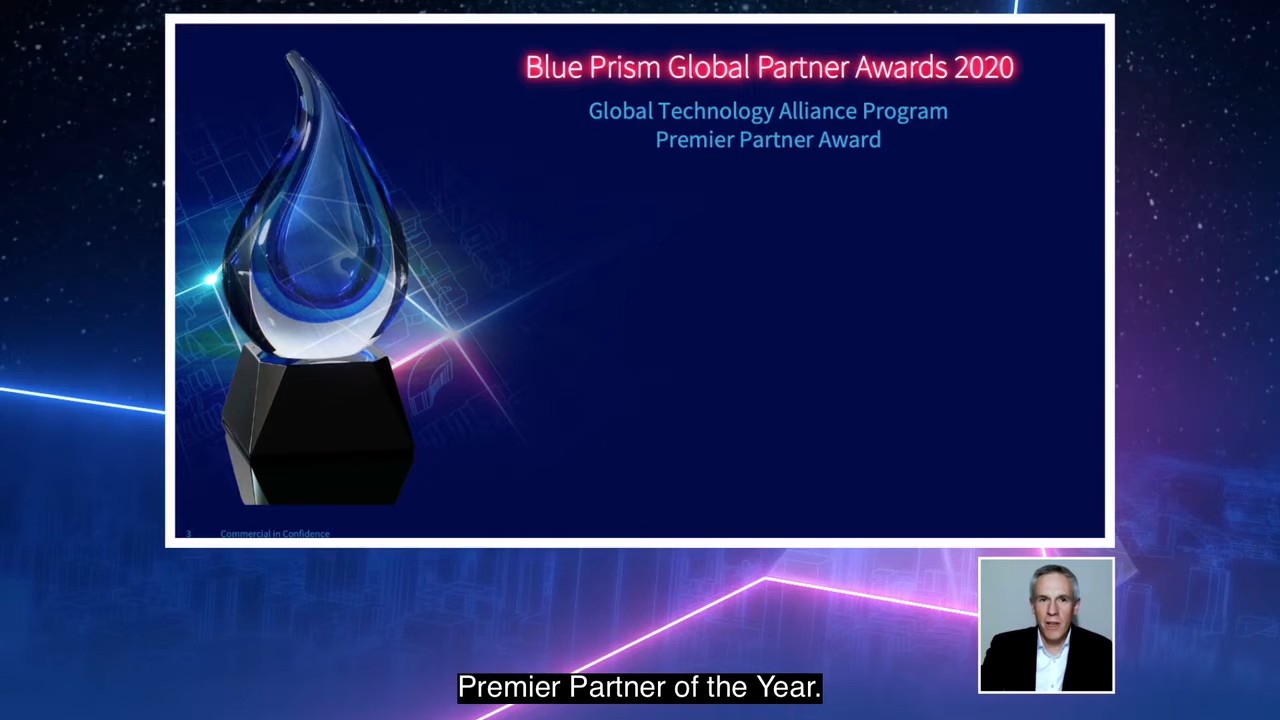 Blue Prism Global Partner Awards 2020
Global Technology Alliance Program
Premier Partner Award
3 Commercial in Confidence
Premier Partner of the Year.